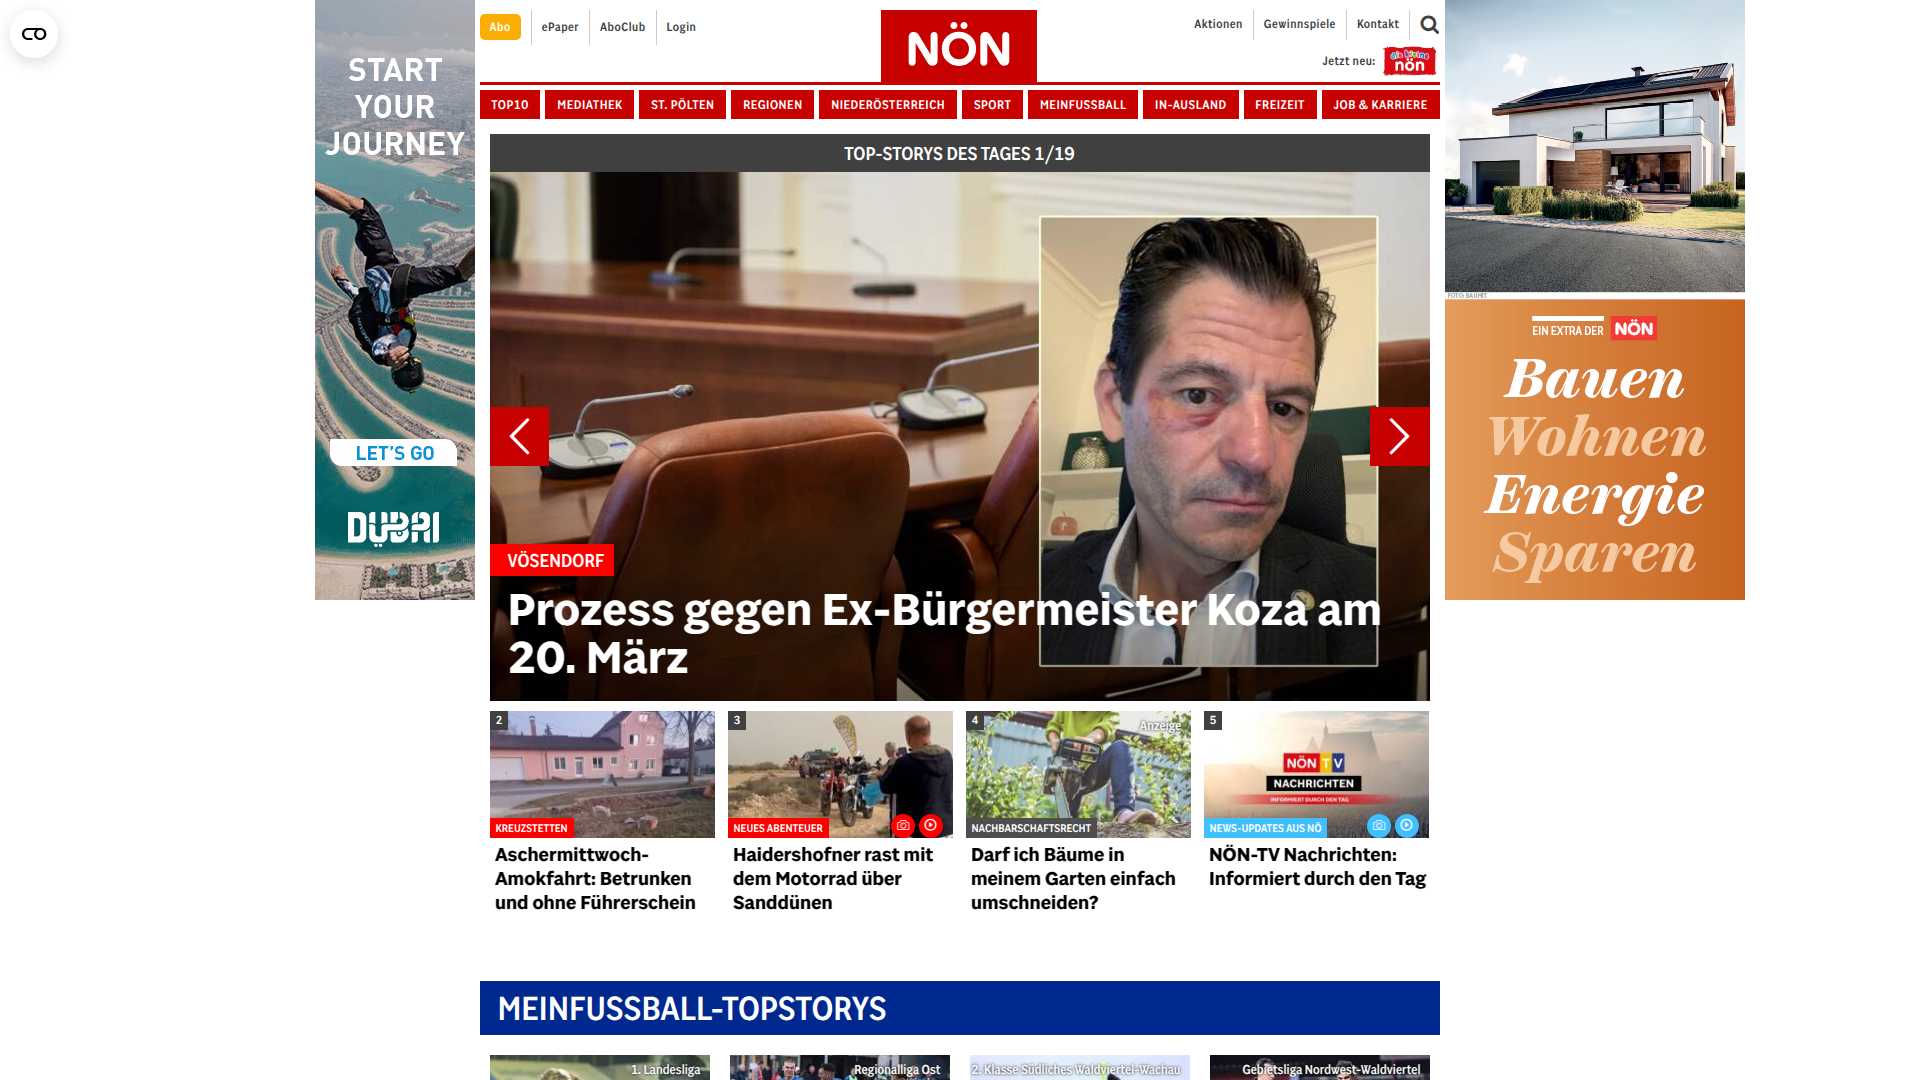 START
YOUR
JOURNEY
LET'S GO
DUBAI
Abo
ePaper
AboClub
Login
NÖN
Aktionen
Gewinnspiele
Kontakt
Jetzt neu:
die kleine
nön
TOP10
MEDIATHEK
ST. PÖLTEN
REGIONEN
NIEDERÖSTERREICH
SPORT
MEINFUSSBALL
IN-AUSLAND
FREIZEIT
JOB & KARRIERE
TOP-STORYS DES TAGES 1/19
VÖSENDORF
Prozess gegen Ex-Bürgermeister Koza am
20. März
2
KREUZSTETTEN
Aschermittwoch-
Amokfahrt: Betrunken
und ohne Führerschein
3
NEUES ABENTEUER
Haidershofner rast mit
dem Motorrad über
Sanddünen
4
Anzeige
NACHBARSCHAFTSRECHT
Darf ich Bäume in
meinem Garten einfach
umschneiden?
5
NÖN TV
NACHRICHTEN
INFORMIERT DURCH DEN TAG
NEWS-UPDATES AUS NÖ
NÖN-TV Nachrichten:
Informiert durch den Tag
FOTO: BAUMIT
EIN EXTRA DER NÖN
Bauen
Wohnen
Energie
Sparen
MEINFUSSBALL-TOPSTORYS
1. Landesliga
Regionalliga Ost
2. Klasse Südliches Waldviertel-Wachau
Gebietsliga Nordwest-Waldviertel